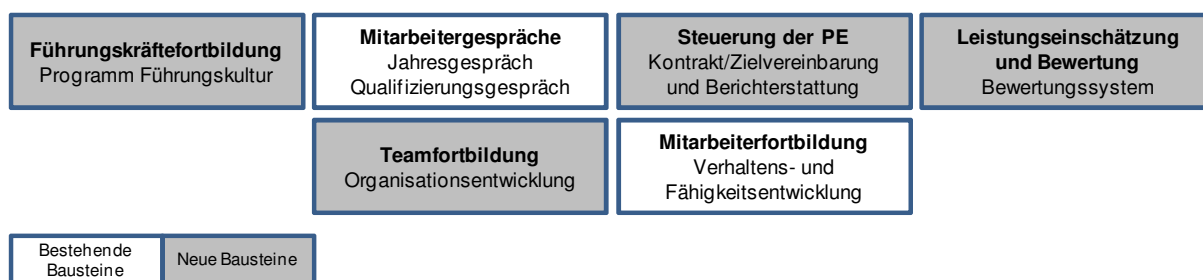 Führungskräftefortbildung
Programm Führungskultur
Mitarbeitergespräche
Jahresgespräch
Qualifizierungsgespräch
Steuerung der PE
Kontrakt/Zielvereinbarung
und Berichterstattung
Leistungseinschätzung
und Bewertung
Bewertungssystem
Teamfortbildung
Organisationsentwicklung
Mitarbeiterfortbildung
Verhaltens- und
Fähigkeitsentwicklung
Bestehende
Bausteine
Neue Bausteine